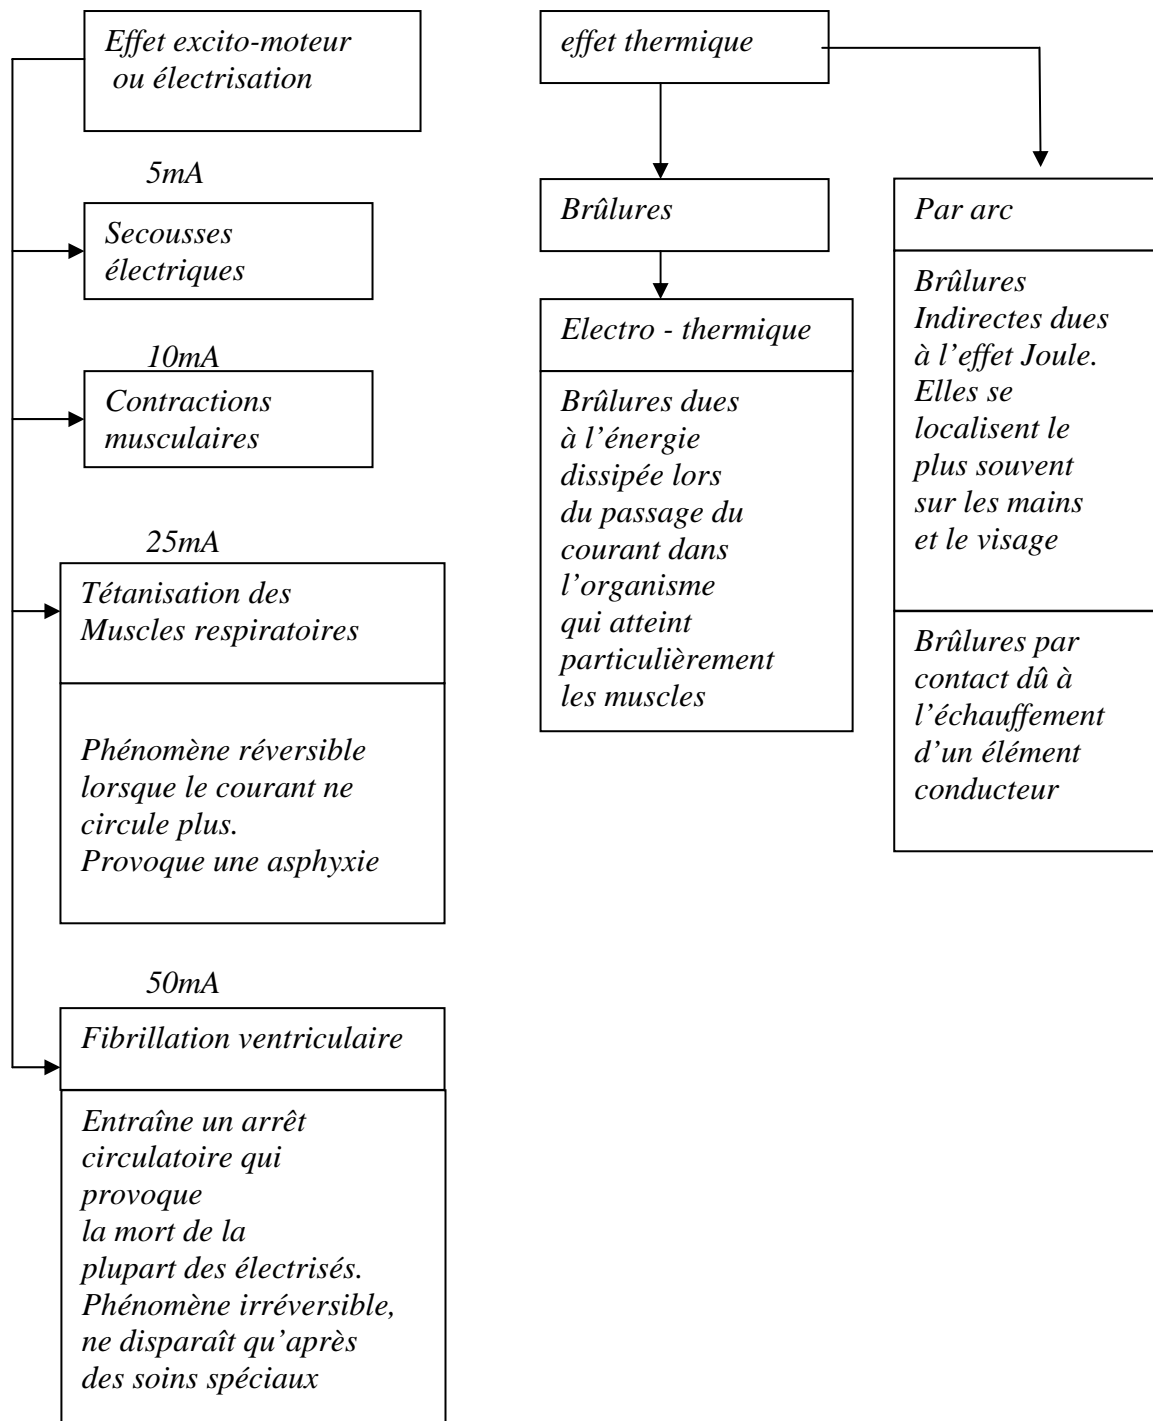 Effet excito-moteur
ou électrisation
5mA
Secousses
électriques
10mA
Contractions
musculaires
25mA
Tétanisation des
Muscles respiratoires
Phénomène réversible
lorsque le courant ne
circule plus.
Provoque une asphyxie
50mA
Fibrillation ventriculaire
Entraîne un arrêt
circulatoire qui
provoque
la mort de la
plupart des électrisés.
Phénomène irréversible,
ne disparaît qu’après
des soins spéciaux
effet thermique
Brûlures
Electro - thermique
Brûlures dues
à l’énergie
dissipée lors
du passage du
courant dans
l’organisme
qui atteint
particulièrement
les muscles
Par arc
Brûlures
Indirectes dues
à l’effet Joule.
Elles se
localisent le
plus souvent
sur les mains
et le visage
Brûlures par
contact dû à
l’échauffement
d’un élément
conducteur